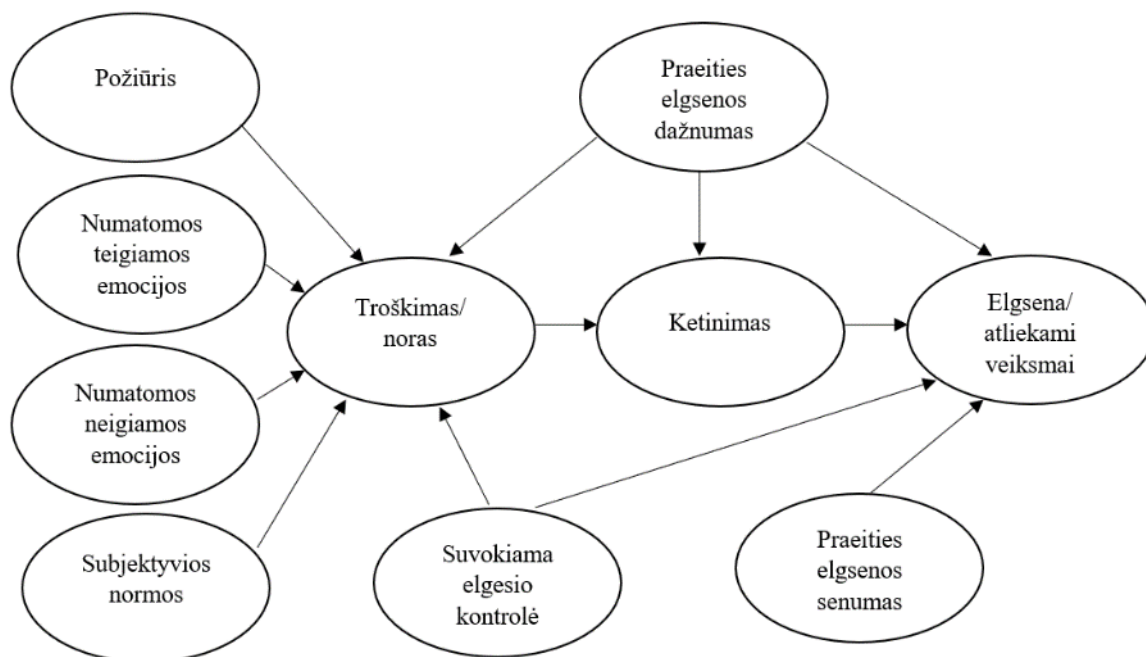 Požiūris
Praeities
elgsenos
dažnumas
Numatomos
teigiamos
emocijos
Troškimas/
noras
Ketinimas
Elgsena/
atliekami
veiksmai
Numatomos
neigiamos
emocijos
Subjektyvios
normos
Suvokiama
elgesio
kontrolė
Praeities
elgsenos
senumas